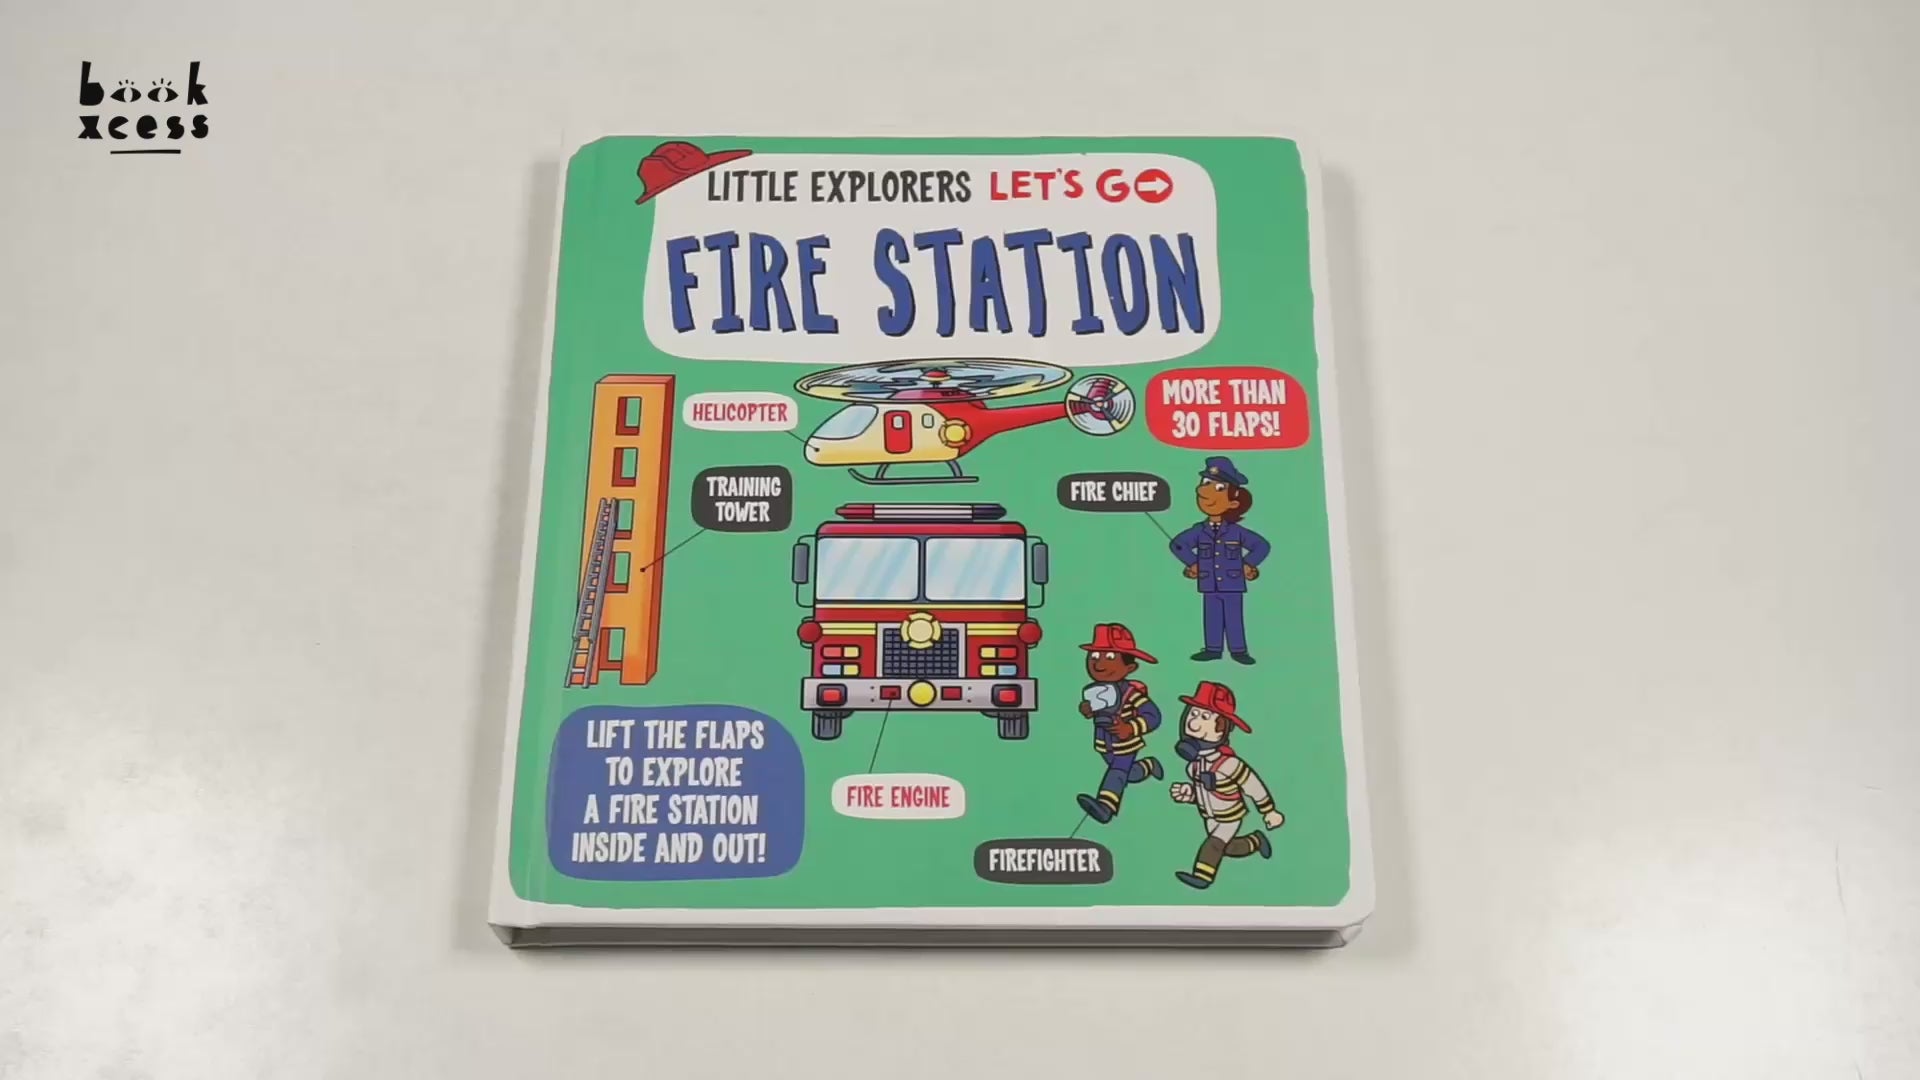 book
xcess
LITTLE EXPLORERS LET'S GO
FIRE STATION
HELICOPTER
MORE THAN
30 FLAPS!
TRAINING
TOWER
FIRE CHIEF
LIFT THE FLAPS
TO EXPLORE
A FIRE STATION
INSIDE AND OUT!
FIRE ENGINE
FIREFIGHTER